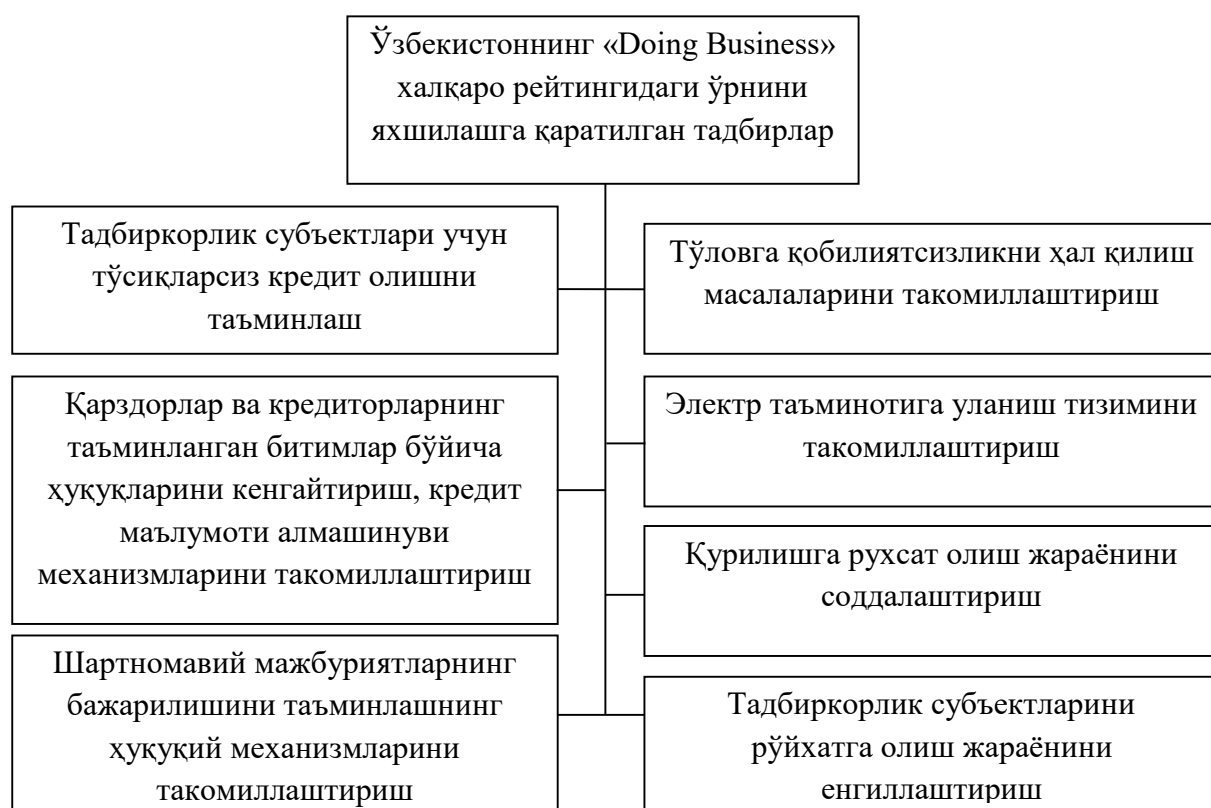 Ўзбекистоннинг «Doing Business»
халқаро рейтингидаги ўрнини
яхшилашга қаратилган тадбирлар
Тадбиркорлик субъектлари учун
тўсиқларсиз кредит олишни
таъминлаш
Тўловга қобилиятсизликни ҳал қилиш
масалаларини такомиллаштириш
Қарздорлар ва кредиторларнинг
таъминланган битимлар бўйича
ҳуқуқларини кенгайтириш, кредит
маълумоти алмашинуви
механизмларини такомиллаштириш
Электр таъминотига уланиш тизимини
такомиллаштириш
Қурилишга рухсат олиш жараёнини
соддалаштириш
Шартномавий мажбуриятларнинг
бажарилишини таъминлашнинг
ҳуқуқий механизмларини
такомиллаштириш
Тадбиркорлик субъектларини
рўйхатга олиш жараёнини
енгиллаштириш